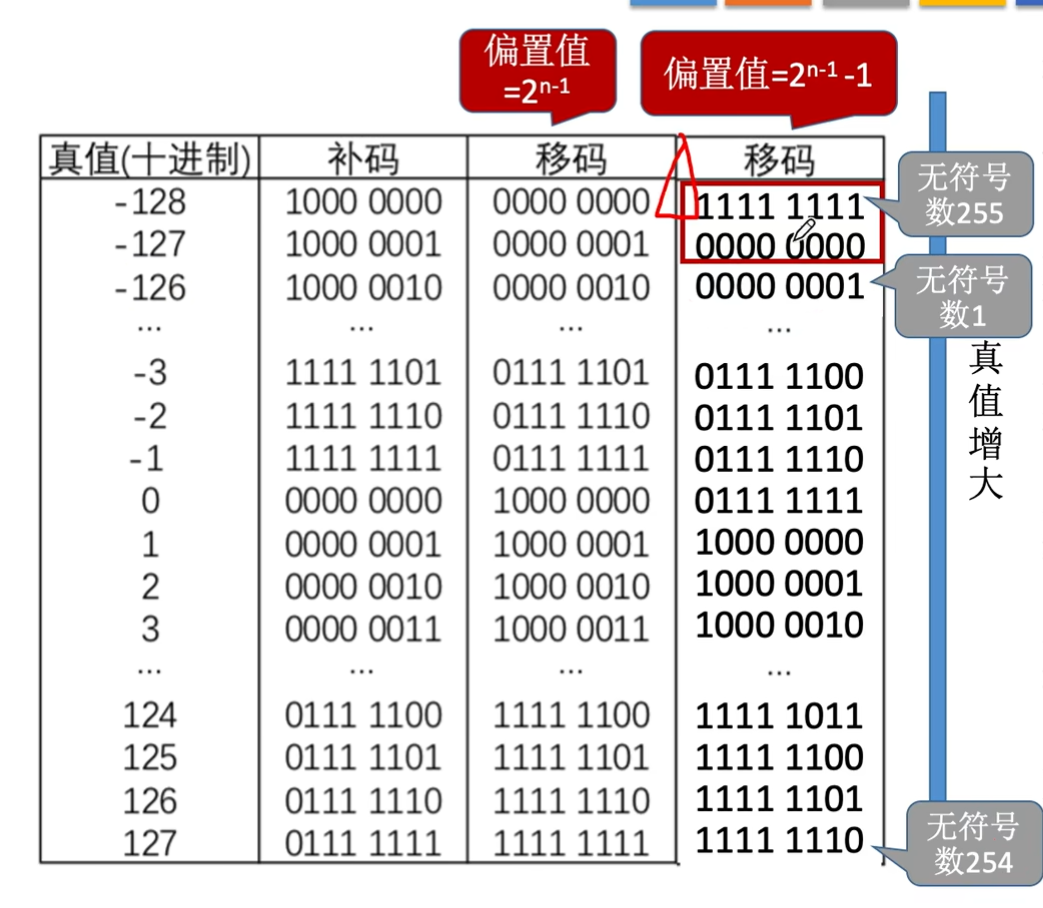 偏置值
=2ⁿ⁻¹
偏置值=2ⁿ⁻¹ -1
真值(十进制) 补码 移码 移码
-128 1000 0000 0000 0000 1111 1111
-127 1000 0001 0000 0001 0000 0000
-126 1000 0010 0000 0010 0000 0001
... ... ... ...
-3 1111 1101 0111 1101 0111 1100
-2 1111 1110 0111 1110 0111 1101
-1 1111 1111 0111 1111 0111 1110
0 0000 0000 1000 0000 0111 1111
1 0000 0001 1000 0001 1000 0000
2 0000 0010 1000 0010 1000 0001
3 0000 0011 1000 0011 1000 0010
... ... ... ...
124 0111 1100 1111 1100 1111 1011
125 0111 1101 1111 1101 1111 1100
126 0111 1110 1111 1110 1111 1101
127 0111 1111 1111 1111 1111 1110
无符号
数255
无符号
数1
真
值
增
大
无符号
数254